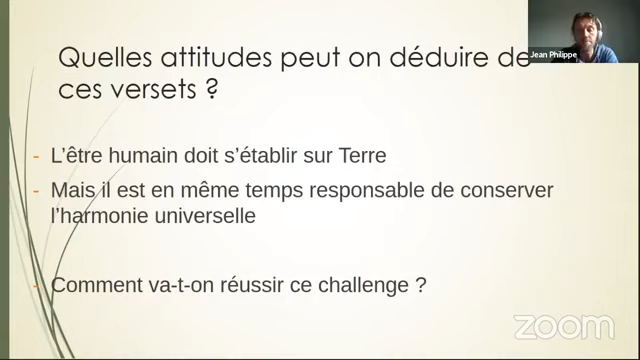 Quelles attitudes peut on déduire de
ces versets ?
Jean Philippe
- L'être humain doit s'établir sur Terre
- Mais il est en même temps responsable de conserver
l'harmonie universelle
- Comment va-t-on réussir ce challenge ?
zoom